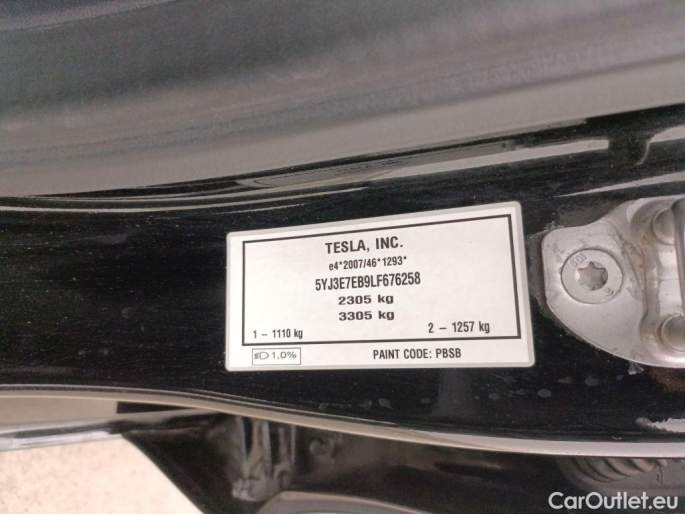 TESLA, INC.
e4*2007/46*1293*
5YJ3E7EB9LF676258
2305 kg
3305 kg
1 – 1110 kg 2 – 1257 kg
1,0% PAINT CODE: PBSB
CarOutlet.eu